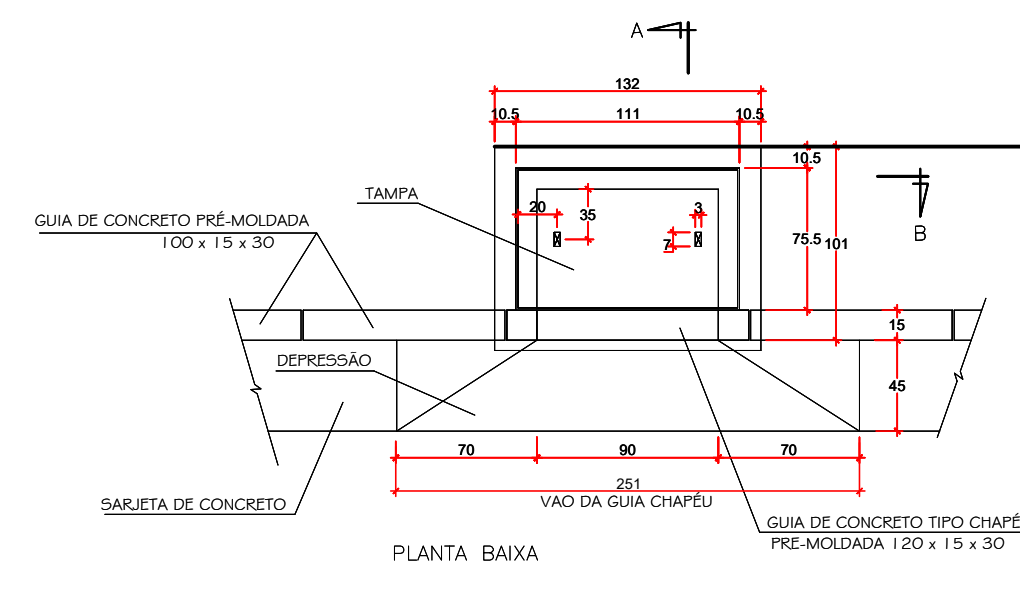 A
132
10.5 111 10.5
10.5
TAMPA
20 35 3
GUIA DE CONCRETO PRÉ-MOLDADA
100 x 15 x 30
7 75.5 101
B
15
DEPRESSÃO
45
70 90 70
251
VAO DA GUIA CHAPÉU
SARJETA DE CONCRETO
GUIA DE CONCRETO TIPO CHAPÉ
PRE-MOLDADA 120 x 15 x 30
PLANTA BAIXA